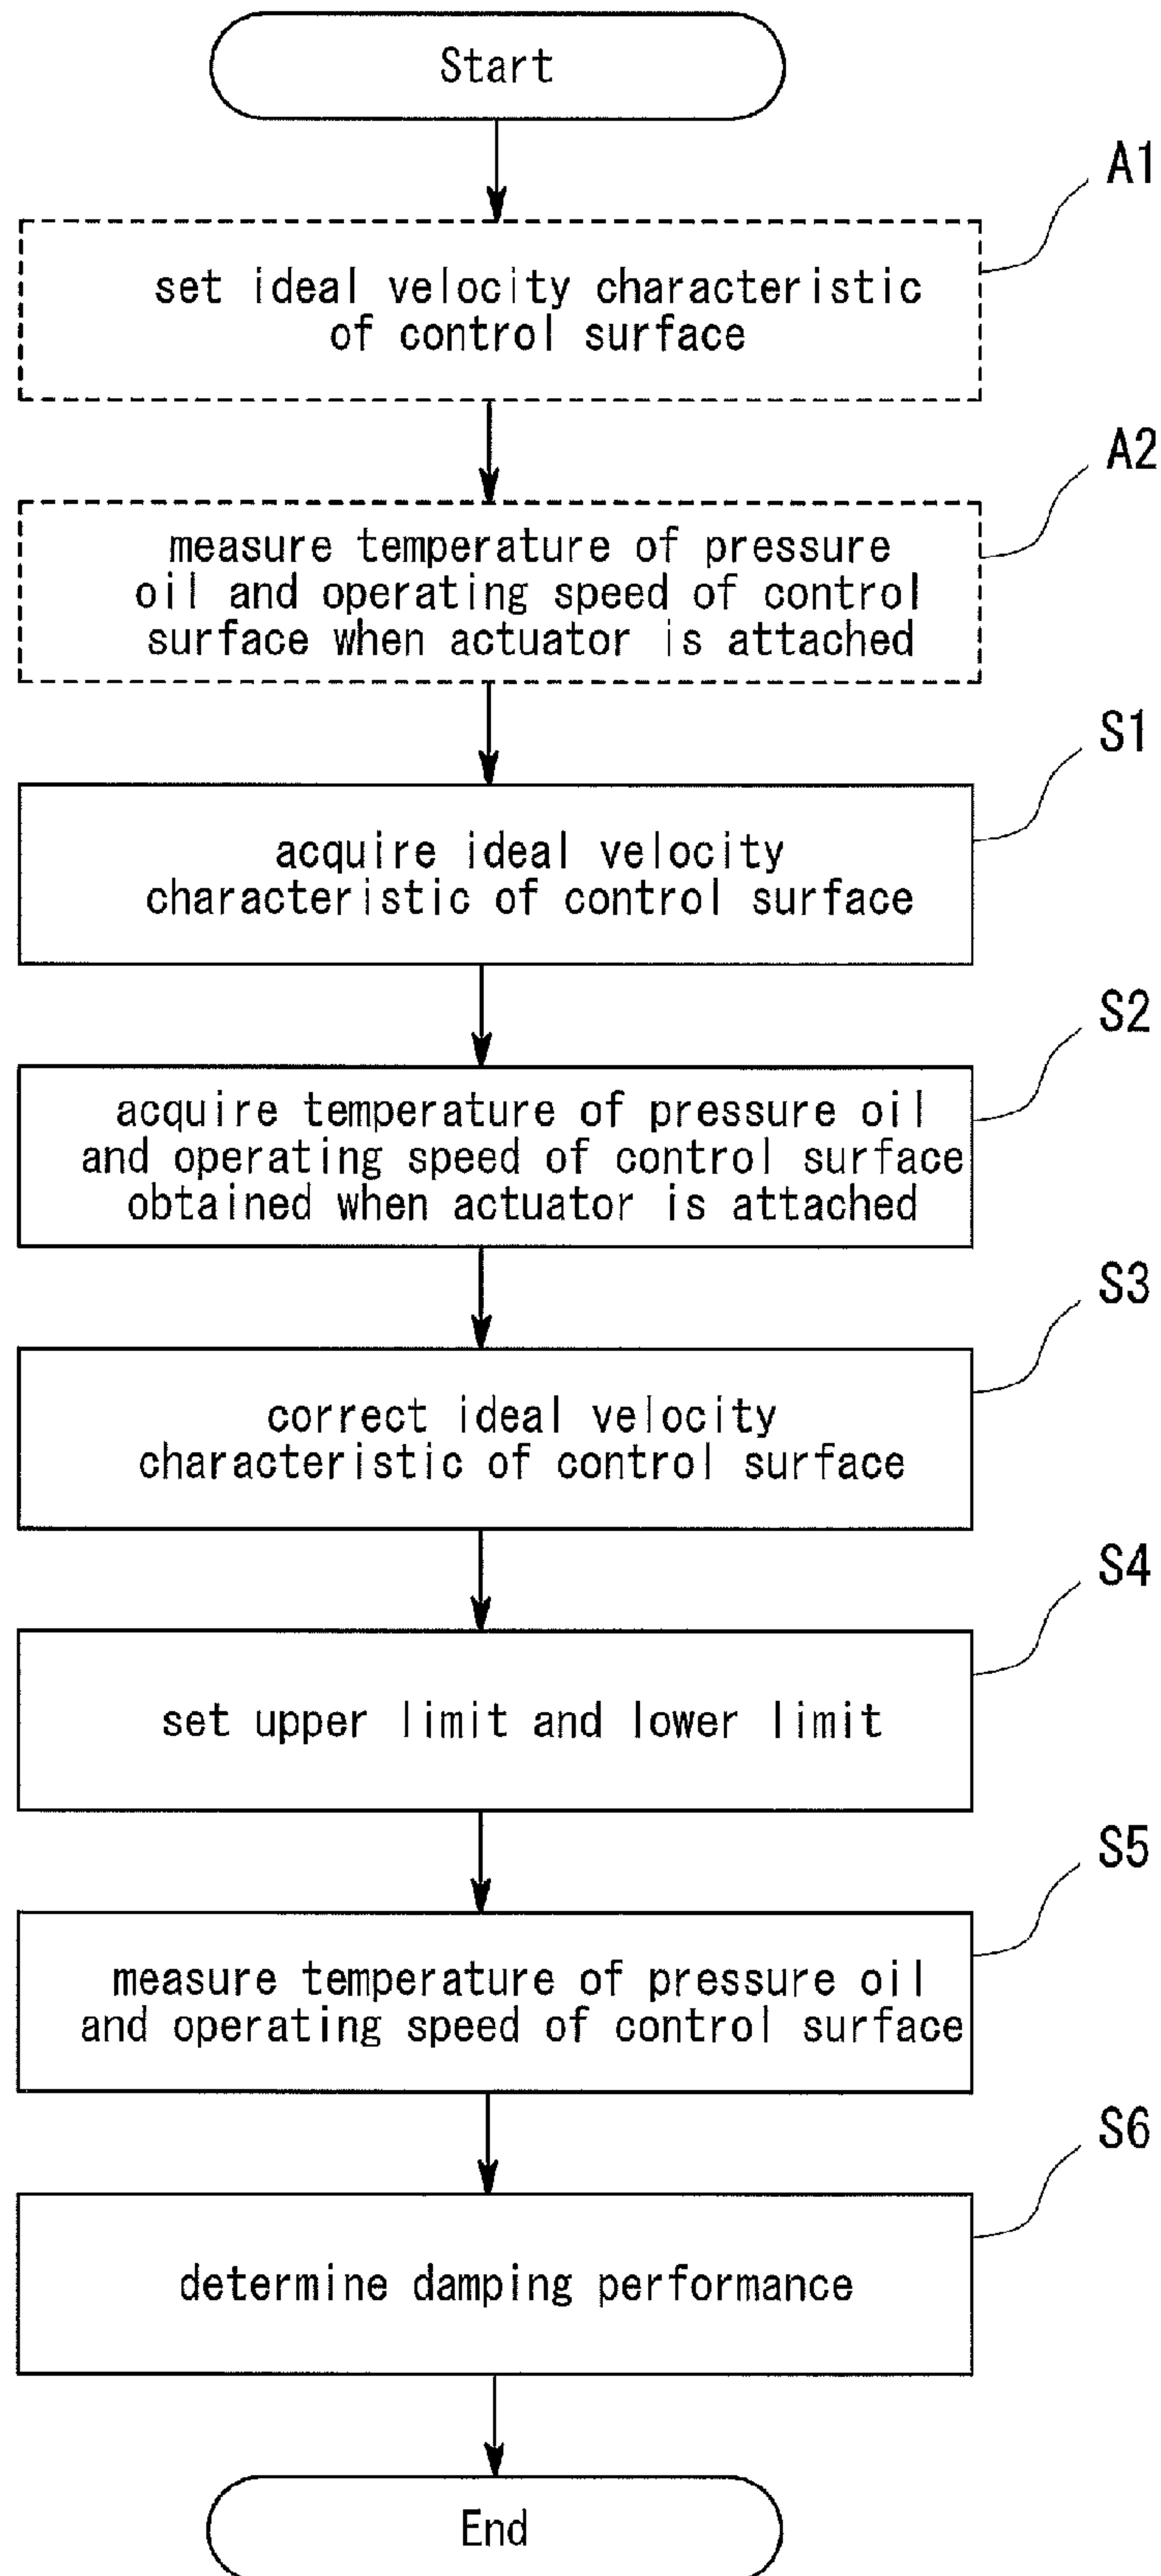 Start
A1
set ideal velocity characteristic
of control surface
A2
measure temperature of pressure
oil and operating speed of control
surface when actuator is attached
S1
acquire ideal velocity
characteristic of control surface
S2
acquire temperature of pressure oil
and operating speed of control surface
obtained when actuator is attached
S3
correct ideal velocity
characteristic of control surface
S4
set upper limit and lower limit
S5
measure temperature of pressure oil
and operating speed of control surface
S6
determine damping performance
End